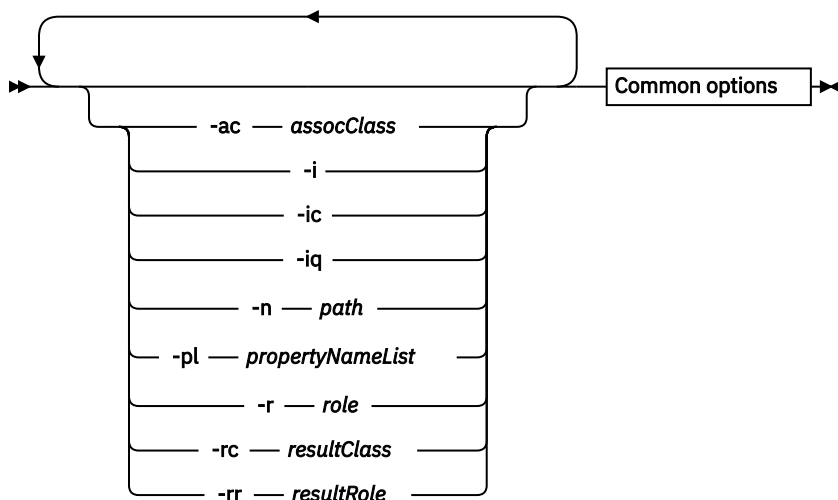 Common options
-ac assocClass
-i
-ic
-iq
-n path
-pl propertyNameList
-r role
-rc resultClass
-rr resultRole